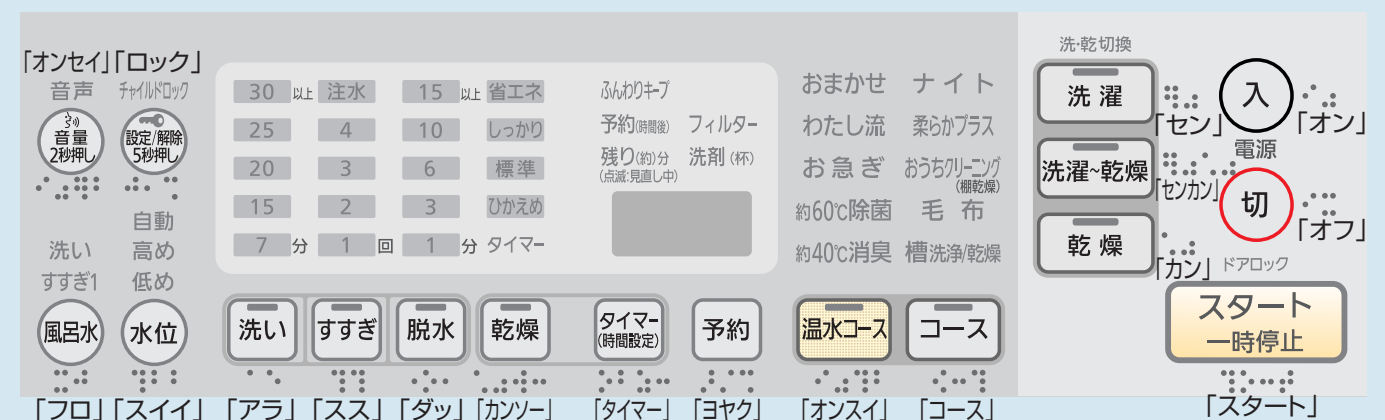 「オンセイ」「ロック」
音声 チャイルドロック
音量
2秒押し
設定/解除
5秒押し
自動
洗い 高め
すすぎ1 低め
風呂水 水位
「フロ」「スイイ」
30 以上 注水 15 以上 省エネ
25 4 10 しっかり
20 3 6 標準
15 2 3 ひかえめ
7 分 1 回 1 分 タイマー
ふんわりキープ
予約(時間後) フィルター
残り(約)分 洗剤(杯)
(点滅:見直し中)
洗い すすぎ 脱水 乾燥 タイマー
(時間設定)
予約
「アラ」「スス」「ダッ」「カンソー」「タイマー」「ヨヤク」
おまかせ ナイト
わたし流 柔らかプラス
お急ぎ おうちクリーニング
(棚乾燥)
約60℃除菌 毛布
約40℃消臭 槽洗浄/乾燥
温水コース コース
「オンスイ」「コース」
洗・乾切換
洗濯
「セン」
洗濯~乾燥
「センカン」
乾燥
「カン」
入
「オン」
電源
切
「オフ」
ドアロック
スタート
一時停止
「スタート」